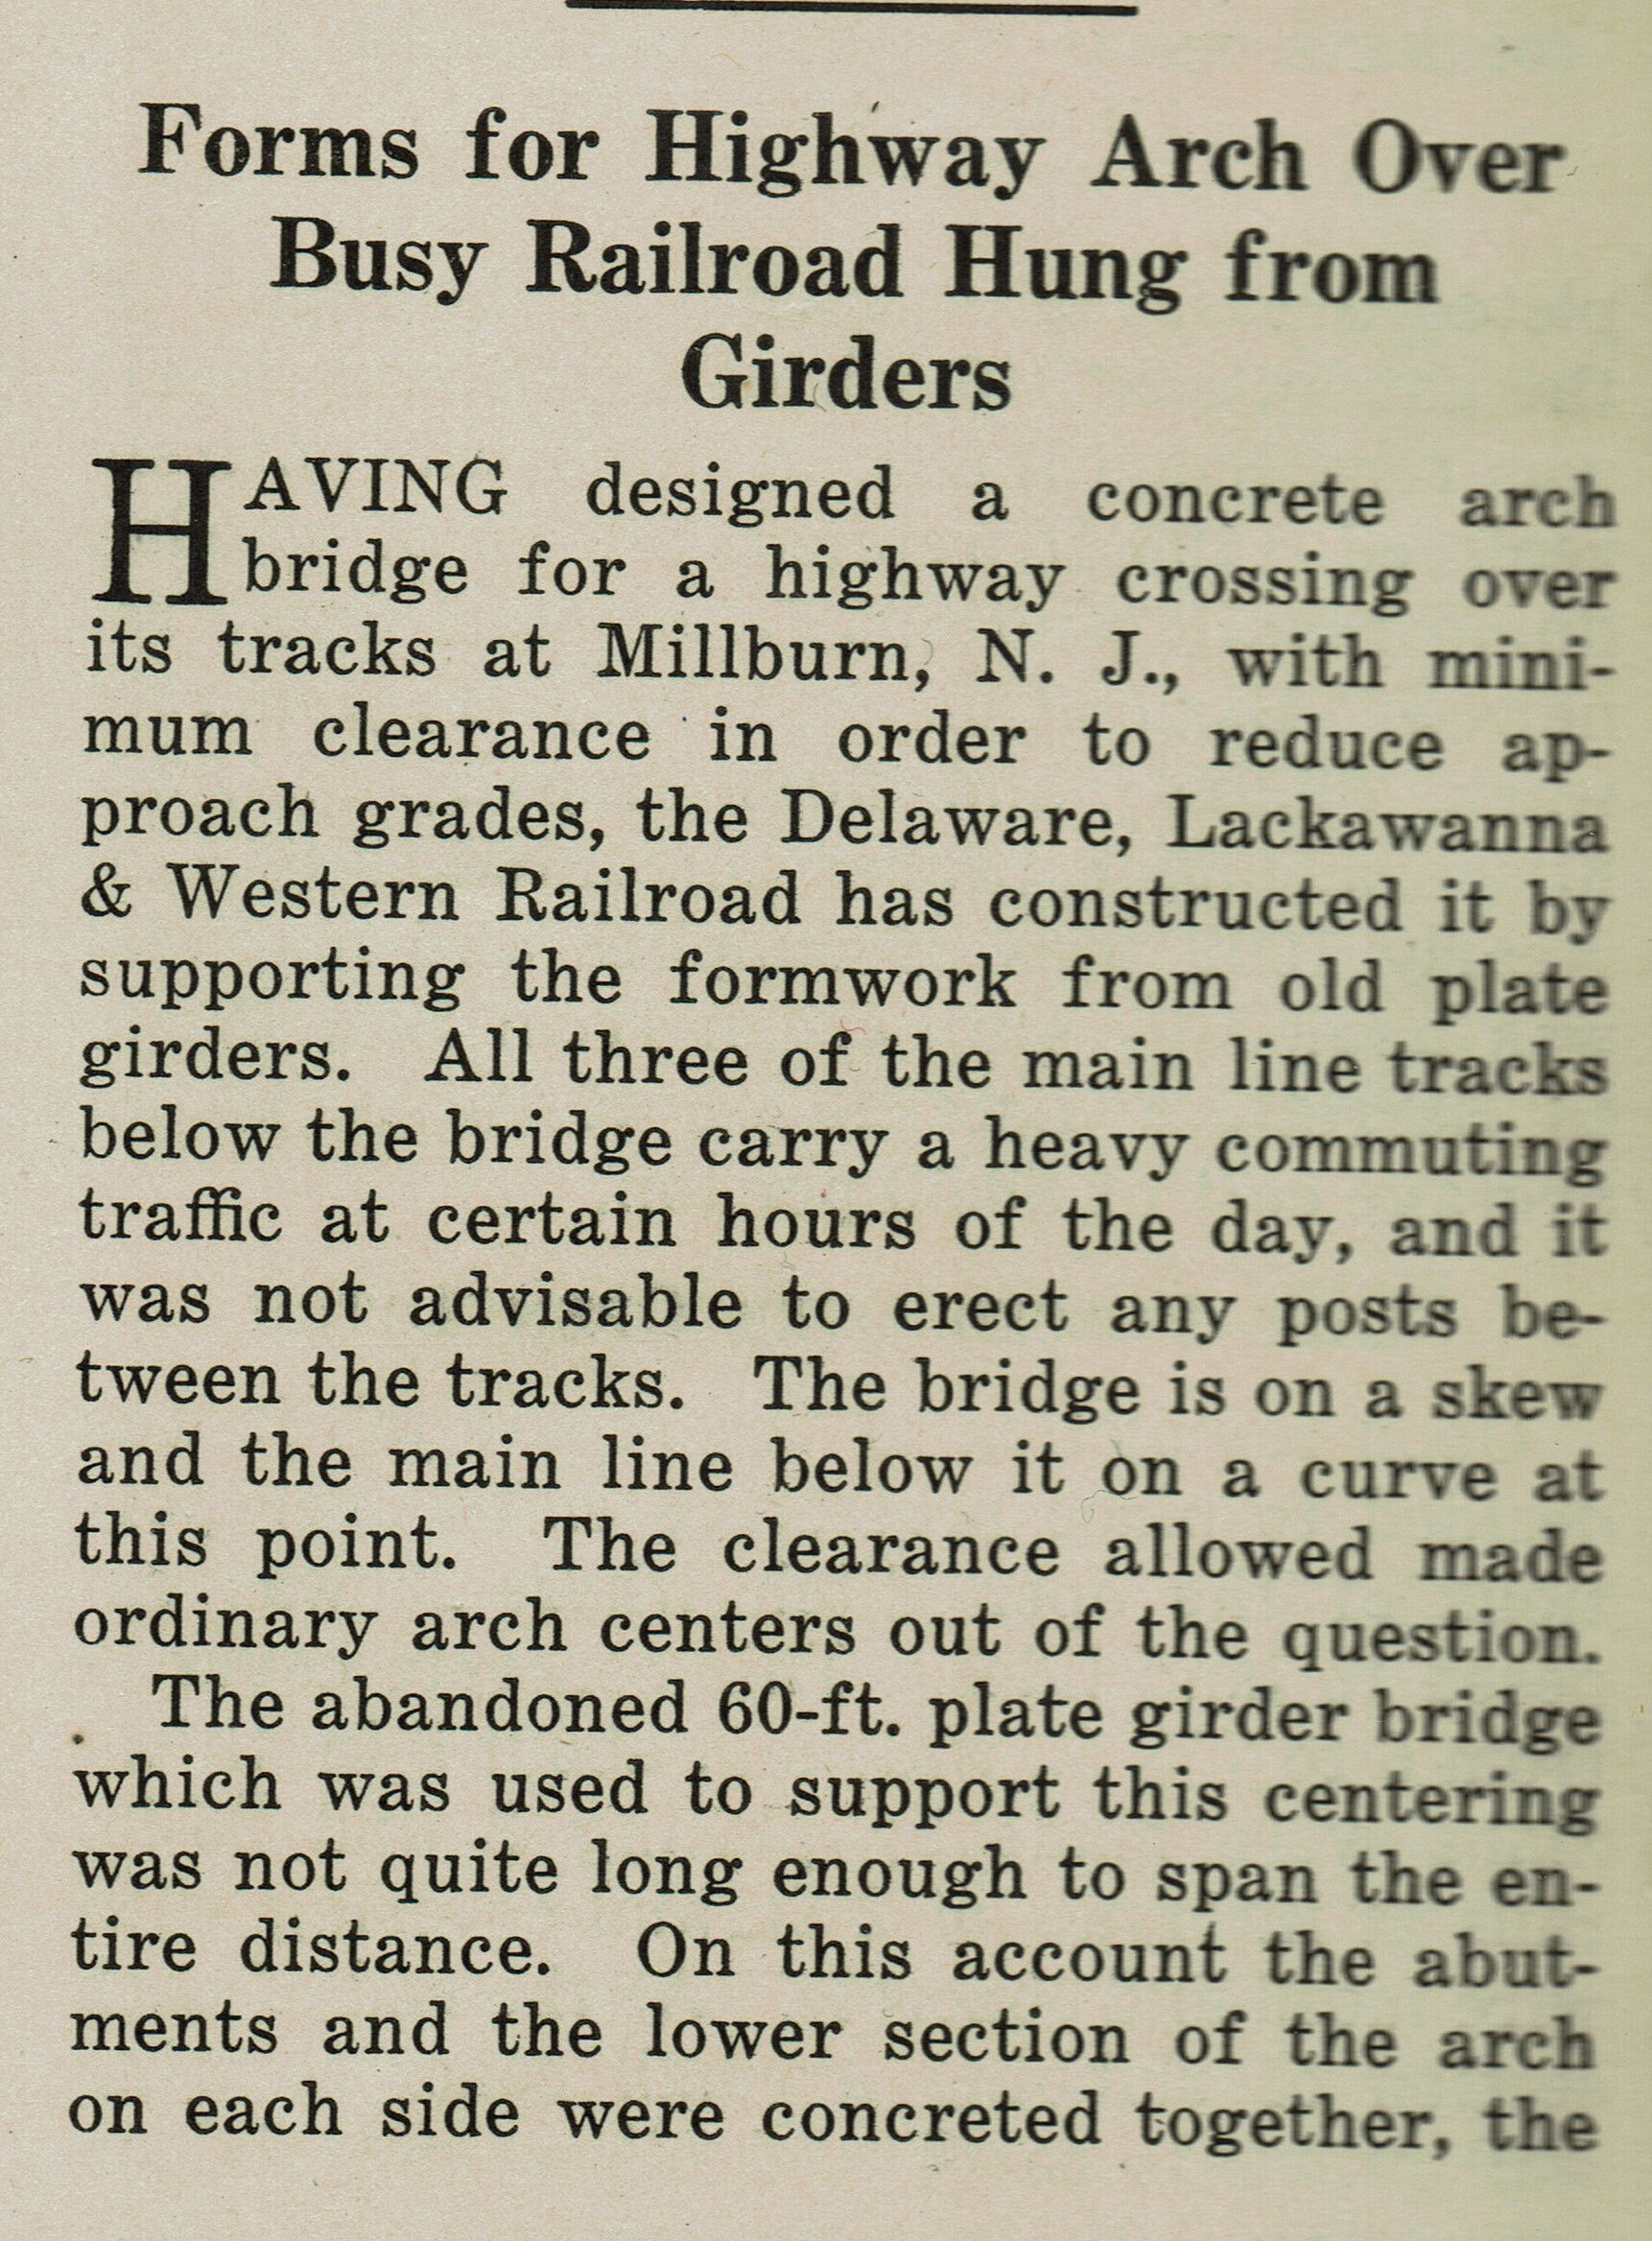 Forms for Highway Arch Over
Busy Railroad Hung from
Girders
HAVING designed a concrete arch
bridge for a highway crossing over
its tracks at Millburn, N. J., with mini-
mum clearance in order to reduce ap-
proach grades, the Delaware, Lackawanna
& Western Railroad has constructed it by
supporting the formwork from old plate
girders. All three of the main line tracks
below the bridge carry a heavy commuting
traffic at certain hours of the day, and it
was not advisable to erect any posts be-
tween the tracks. The bridge is on a skew
and the main line below it on a curve at
this point. The clearance allowed made
ordinary arch centers out of the question.
The abandoned 60-ft. plate girder bridge
which was used to support this centering
was not quite long enough to span the en-
tire distance. On this account the abut-
ments and the lower section of the arch
on each side were concreted together, the